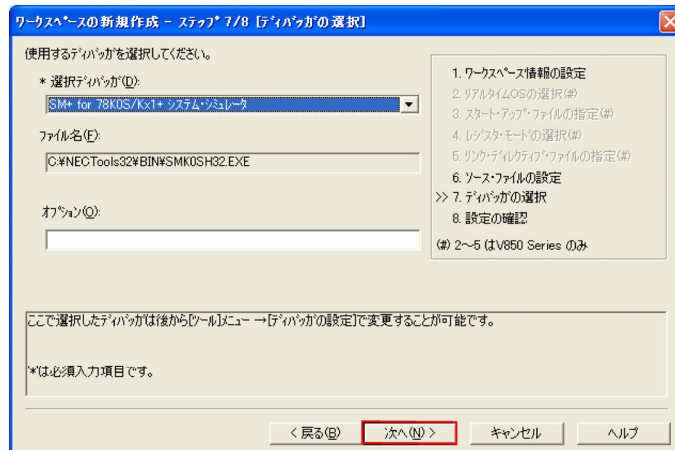 ワークスペースの新規作成 - ステップ 7/8 [ディバッガの選択]
使用するディバッガを選択してください。
* 選択ディバッガ(D):
SM+ for 78K0S/Kx1+ システム・シミュレータ
ファイル名(F):
C:¥NECTools32¥BIN¥SMK0SH32.EXE
オプション(O):
1. ワークスペース情報の設定
2. リアルタイムOSの選択(#)
3. スタート・アップ・ファイルの指定(#)
4. レジスタ・モードの選択(#)
5. リンク・ディレクティブ・ファイルの指定(#)
6. ソース・ファイルの設定
>> 7. ディバッガの選択
8. 設定の確認
(#) 2～5 はV850 Series のみ
ここで選択したディバッガは後から[ツール]メニュー →[ディバッガの設定]で変更することが可能です。
'*'は必須入力項目です。
< 戻る(B)
次へ(N) >
キャンセル
ヘルプ